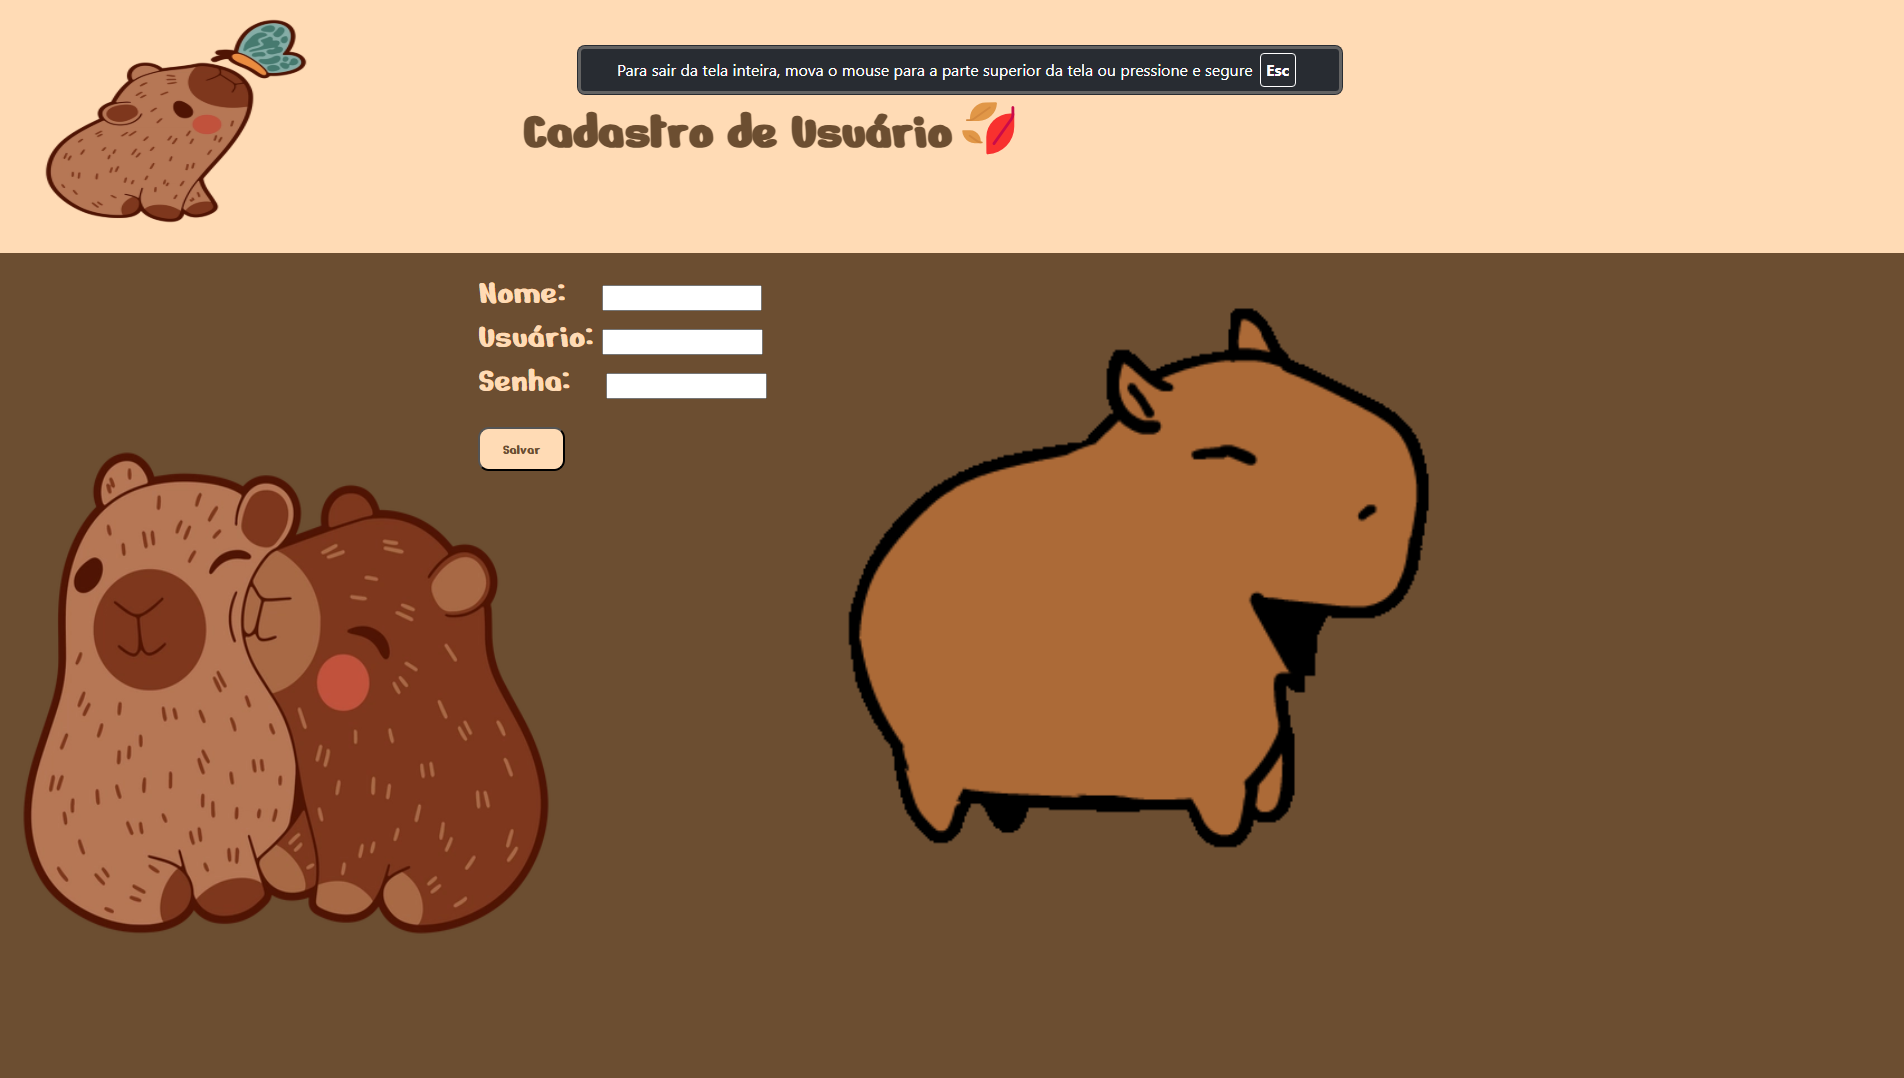 Para sair da tela inteira, mova o mouse para a parte superior da tela ou pressione e segure Esc
Cadastro de Usuário
Nome:
Usuário:
Senha:
Salvar